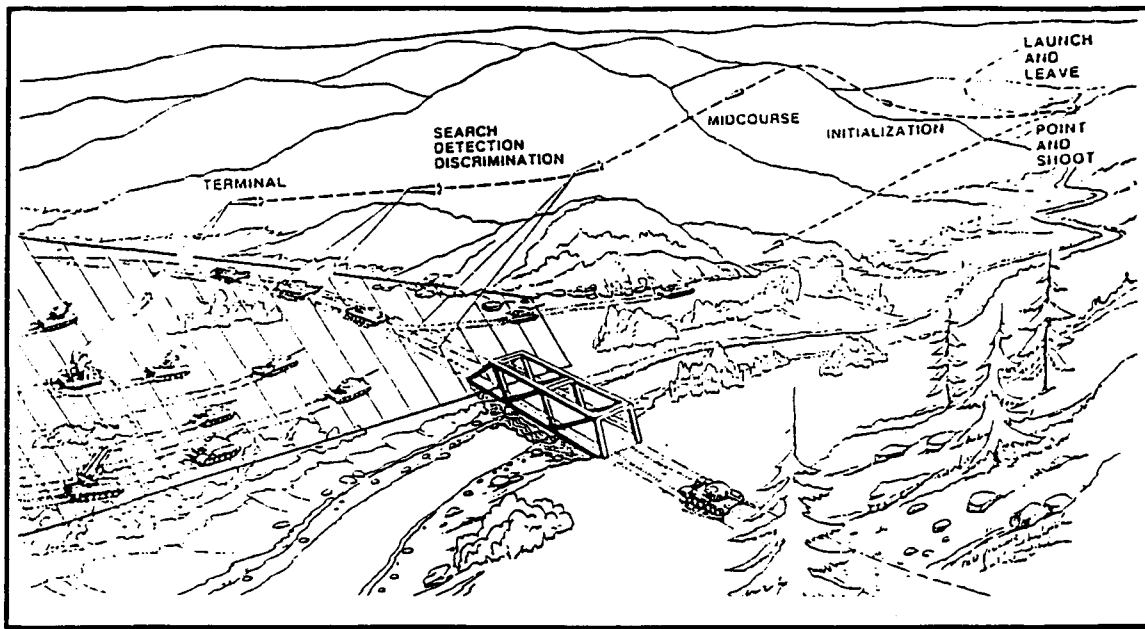 LAUNCH
AND
LEAVE
MIDCOURSE
INITIALIZATION
POINT
AND
SHOOT
SEARCH
DETECTION
DISCRIMINATION
TERMINAL